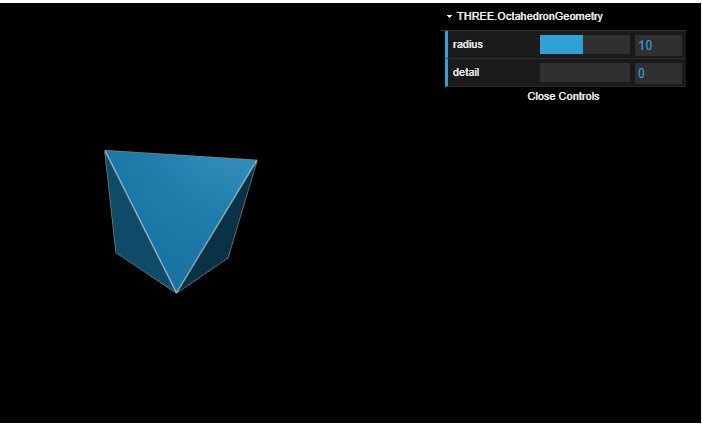 THREE.OctahedronGeometry
radius 10
detail 0
Close Controls